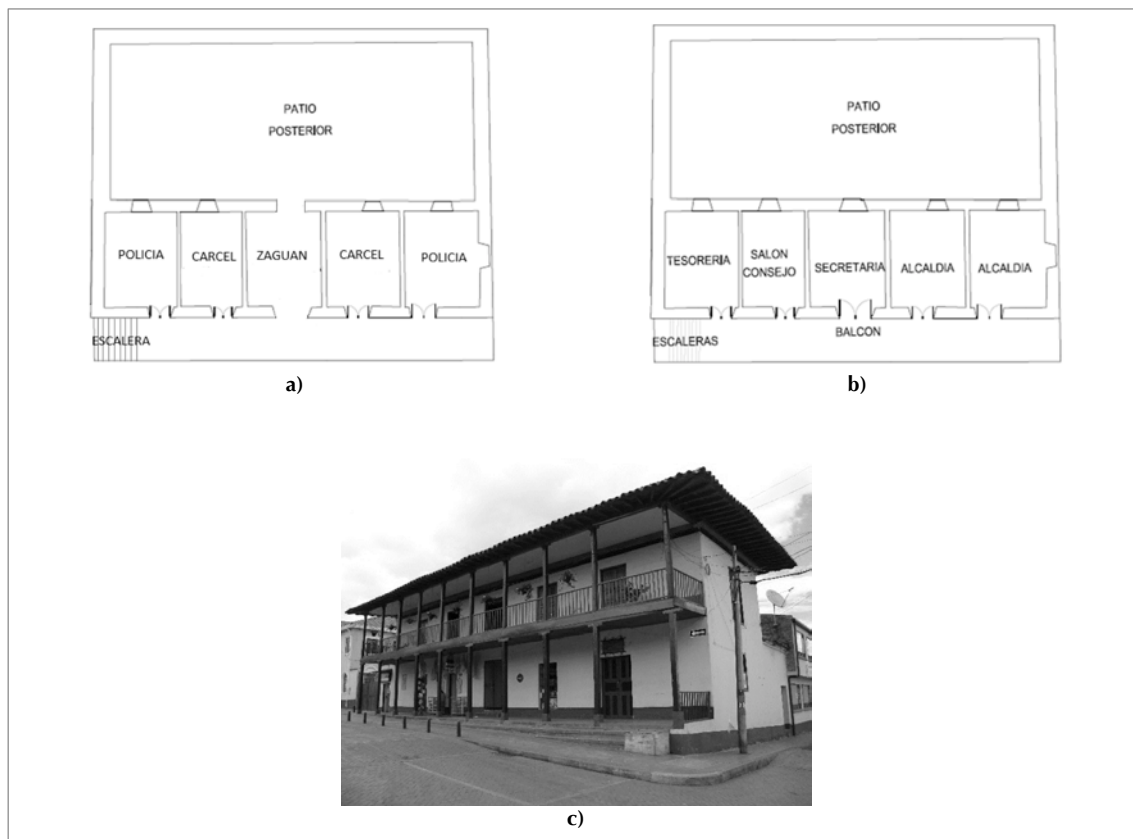 PATIO
POSTERIOR
POLICIA
CARCEL
ZAGUAN
CARCEL
POLICIA
ESCALERA
a)
PATIO
POSTERIOR
TESORERIA
SALON
CONSEJO
SECRETARIA
ALCALDIA
ALCALDIA
ESCALERAS
BALCON
b)
c)